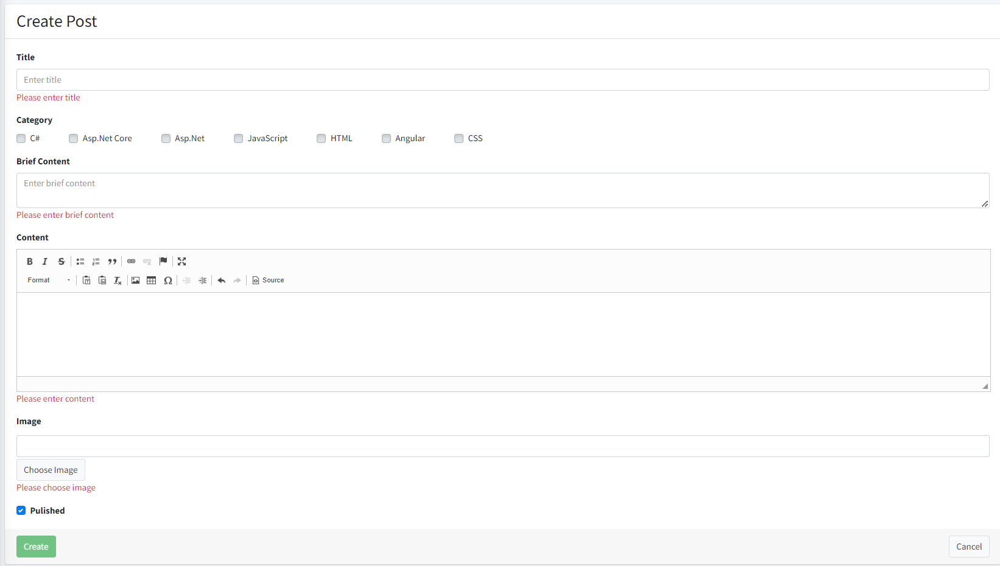 Create Post
Title
Enter title
Please enter title
Category
C# Asp.Net Core Asp.Net JavaScript HTML Angular CSS
Brief Content
Enter brief content
Please enter brief content
Content
B I S
Format Source
Please enter content
Image
Choose Image
Please choose image
Pulished
Create Cancel